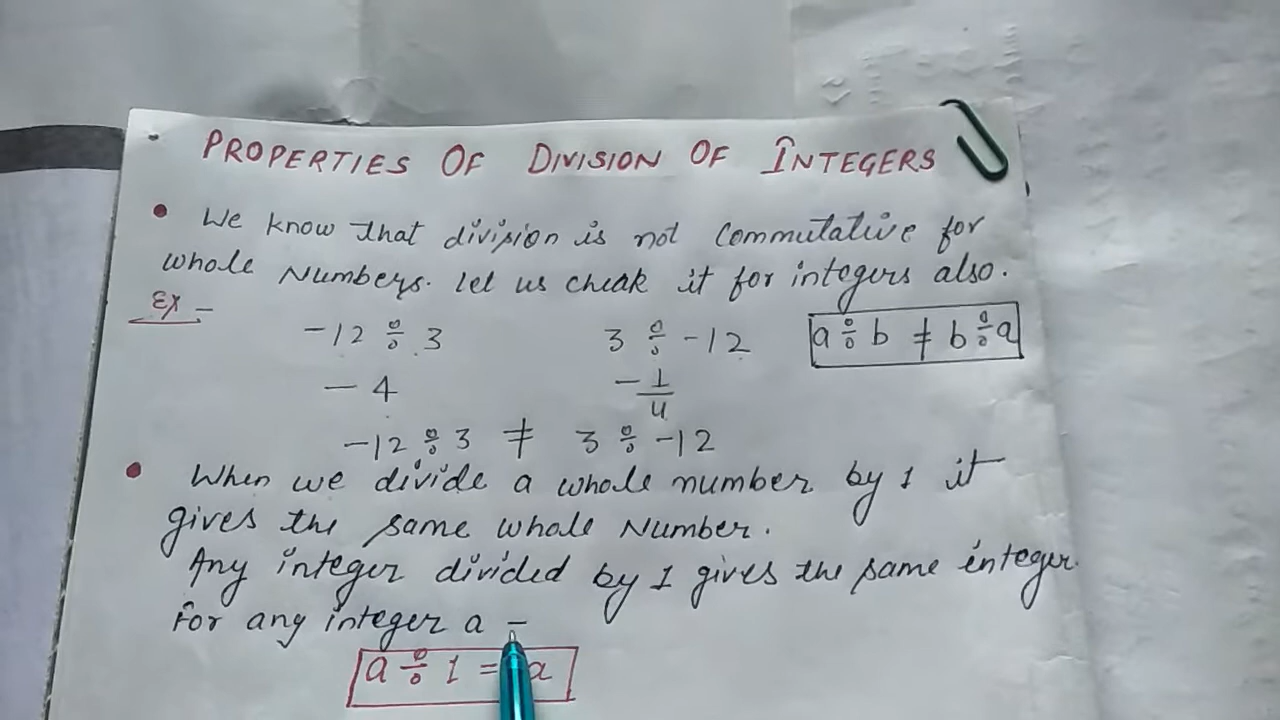 PROPERTIES OF DIVISION OF INTEGERS
• We know that division is not commutative for
whole Numbers. Let us cheak it for integers also.
Ex -
-12 ÷ 3 3 ÷ -12 a ÷ b ≠ b ÷ a
- 4 - 1/4
-12 ÷ 3 ≠ 3 ÷ -12
• When we divide a whole number by 1 it
gives the same whole Number.
Any integer divided by 1 gives the same integer.
For any integer a -
a ÷ 1 = a